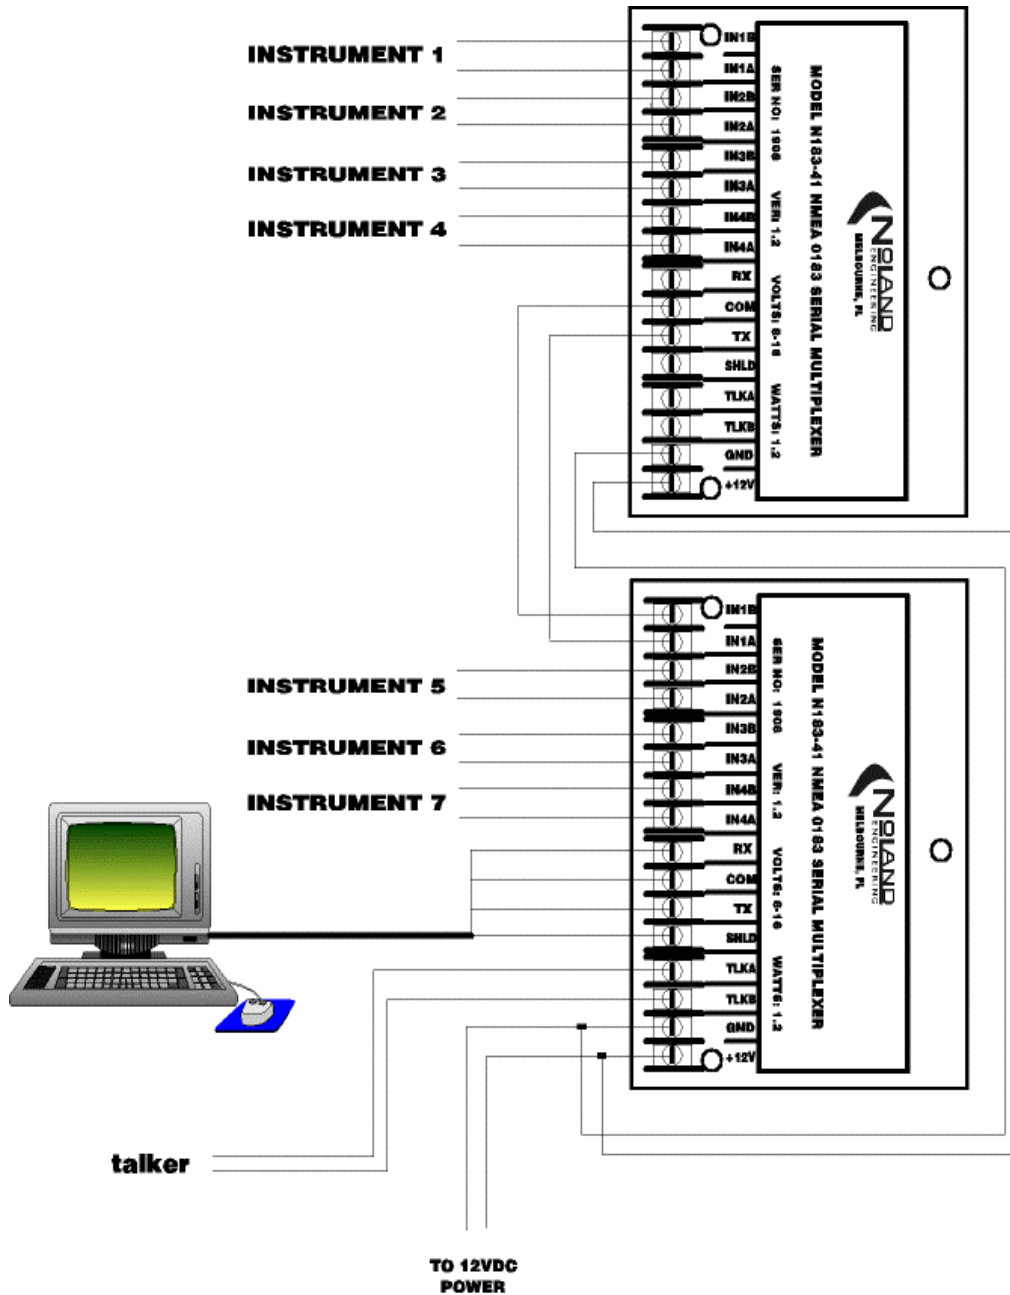 INSTRUMENT 1
INSTRUMENT 2
INSTRUMENT 3
INSTRUMENT 4
IN1B
IN1A
IN2B
IN2A
IN3B
IN3A
IN4B
IN4A
RX
COM
TX
SHLD
TLKA
TLKB
GND
+12V
MODEL N183-41 NMEA 0183 SERIAL MULTIPLEXER
SER NO: 1906 VER: 1.2 VOLTS: 8-16 WATTS: 1.2
NoLAND
ENGINEERING
MELBOURNE, FL
INSTRUMENT 5
INSTRUMENT 6
INSTRUMENT 7
IN1B
IN1A
IN2B
IN2A
IN3B
IN3A
IN4B
IN4A
RX
COM
TX
SHLD
TLKA
TLKB
GND
+12V
MODEL N183-41 NMEA 0183 SERIAL MULTIPLEXER
SER NO: 1906 VER: 1.2 VOLTS: 8-16 WATTS: 1.2
NoLAND
ENGINEERING
MELBOURNE, FL
talker
TO 12VDC
POWER